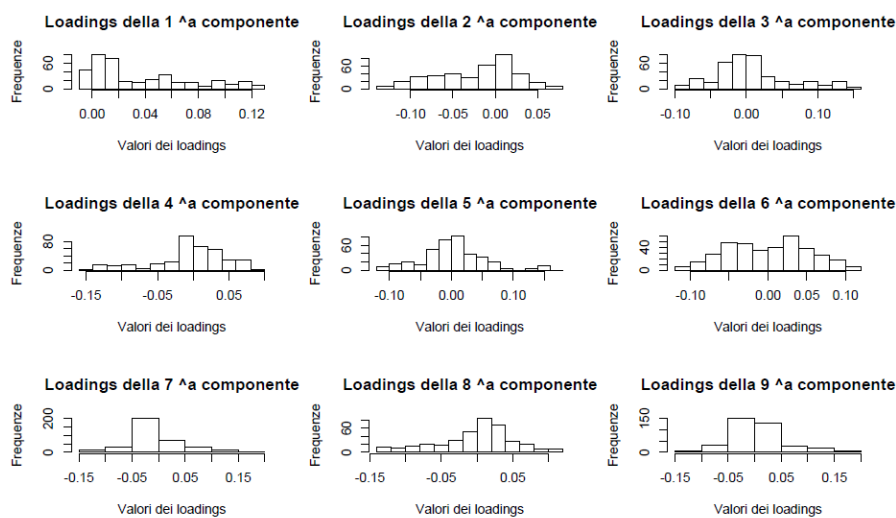 Loadings della 1 ^a componente
Frequenze
0 60
0.00 0.04 0.08 0.12
Valori dei loadings
Loadings della 2 ^a componente
Frequenze
0 60
-0.10 -0.05 0.00 0.05
Valori dei loadings
Loadings della 3 ^a componente
Frequenze
0 60
-0.10 0.00 0.10
Valori dei loadings
Loadings della 4 ^a componente
Frequenze
0 80
-0.15 -0.05 0.05
Valori dei loadings
Loadings della 5 ^a componente
Frequenze
0 60
-0.10 0.00 0.10
Valori dei loadings
Loadings della 6 ^a componente
Frequenze
0 40
-0.10 0.00 0.10
Valori dei loadings
Loadings della 7 ^a componente
Frequenze
0 200
-0.15 -0.05 0.05 0.15
Valori dei loadings
Loadings della 8 ^a componente
Frequenze
0 60
-0.15 -0.05 0.05
Valori dei loadings
Loadings della 9 ^a componente
Frequenze
0 150
-0.15 -0.05 0.05 0.15
Valori dei loadings